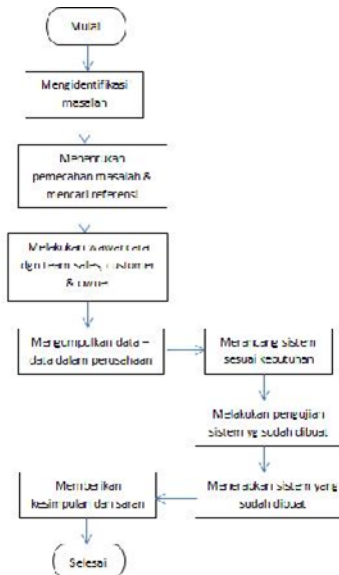 Mulai
Mengidentifikasi
masalah
Menentukan
pemecahan masalah &
mencari referensi
Melakukan wawancara
dgn team sales, customer
& owner
Mengumpulkan data –
data dalam perusahaan
Merancang sistem
sesuai kebutuhan
Melakukan pengujian
sistem yg sudah dibuat
Menerapkan sistem yang
sudah dibuat
Memberikan
kesimpulan dan saran
Selesai